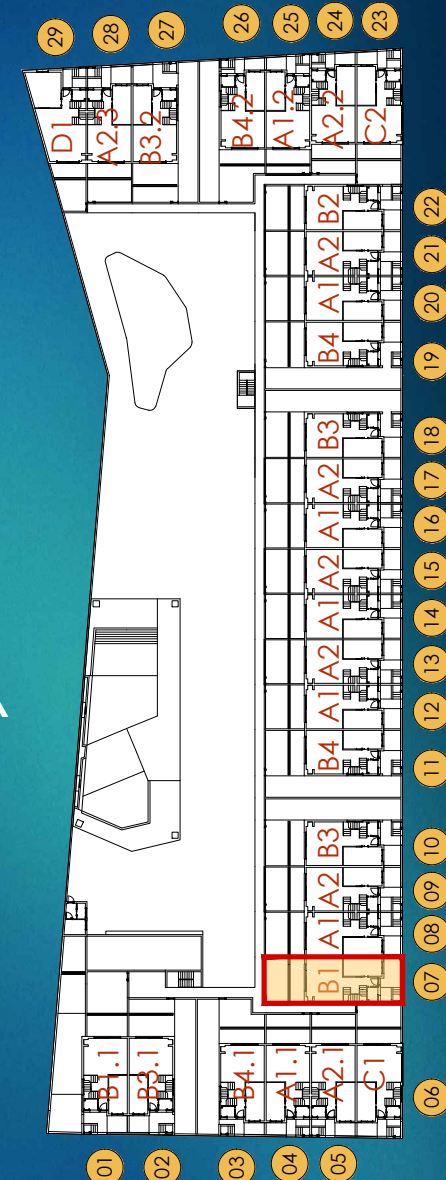 D1 29
01 B1.1 A2.3 28
02 B3.1 B3.2 27
03 B4.1 B4.2 26
04 A1.1 A1.2 25
05 A2.1 A2.2 24
B1 A1 A2 B3 B4 A1 A2 A1 A2 A1 A2 B3 B4 A1 A2 B2
C1 C2 23
06 07 08 09 10 11 12 13 14 15 16 17 18 19 20 21 22